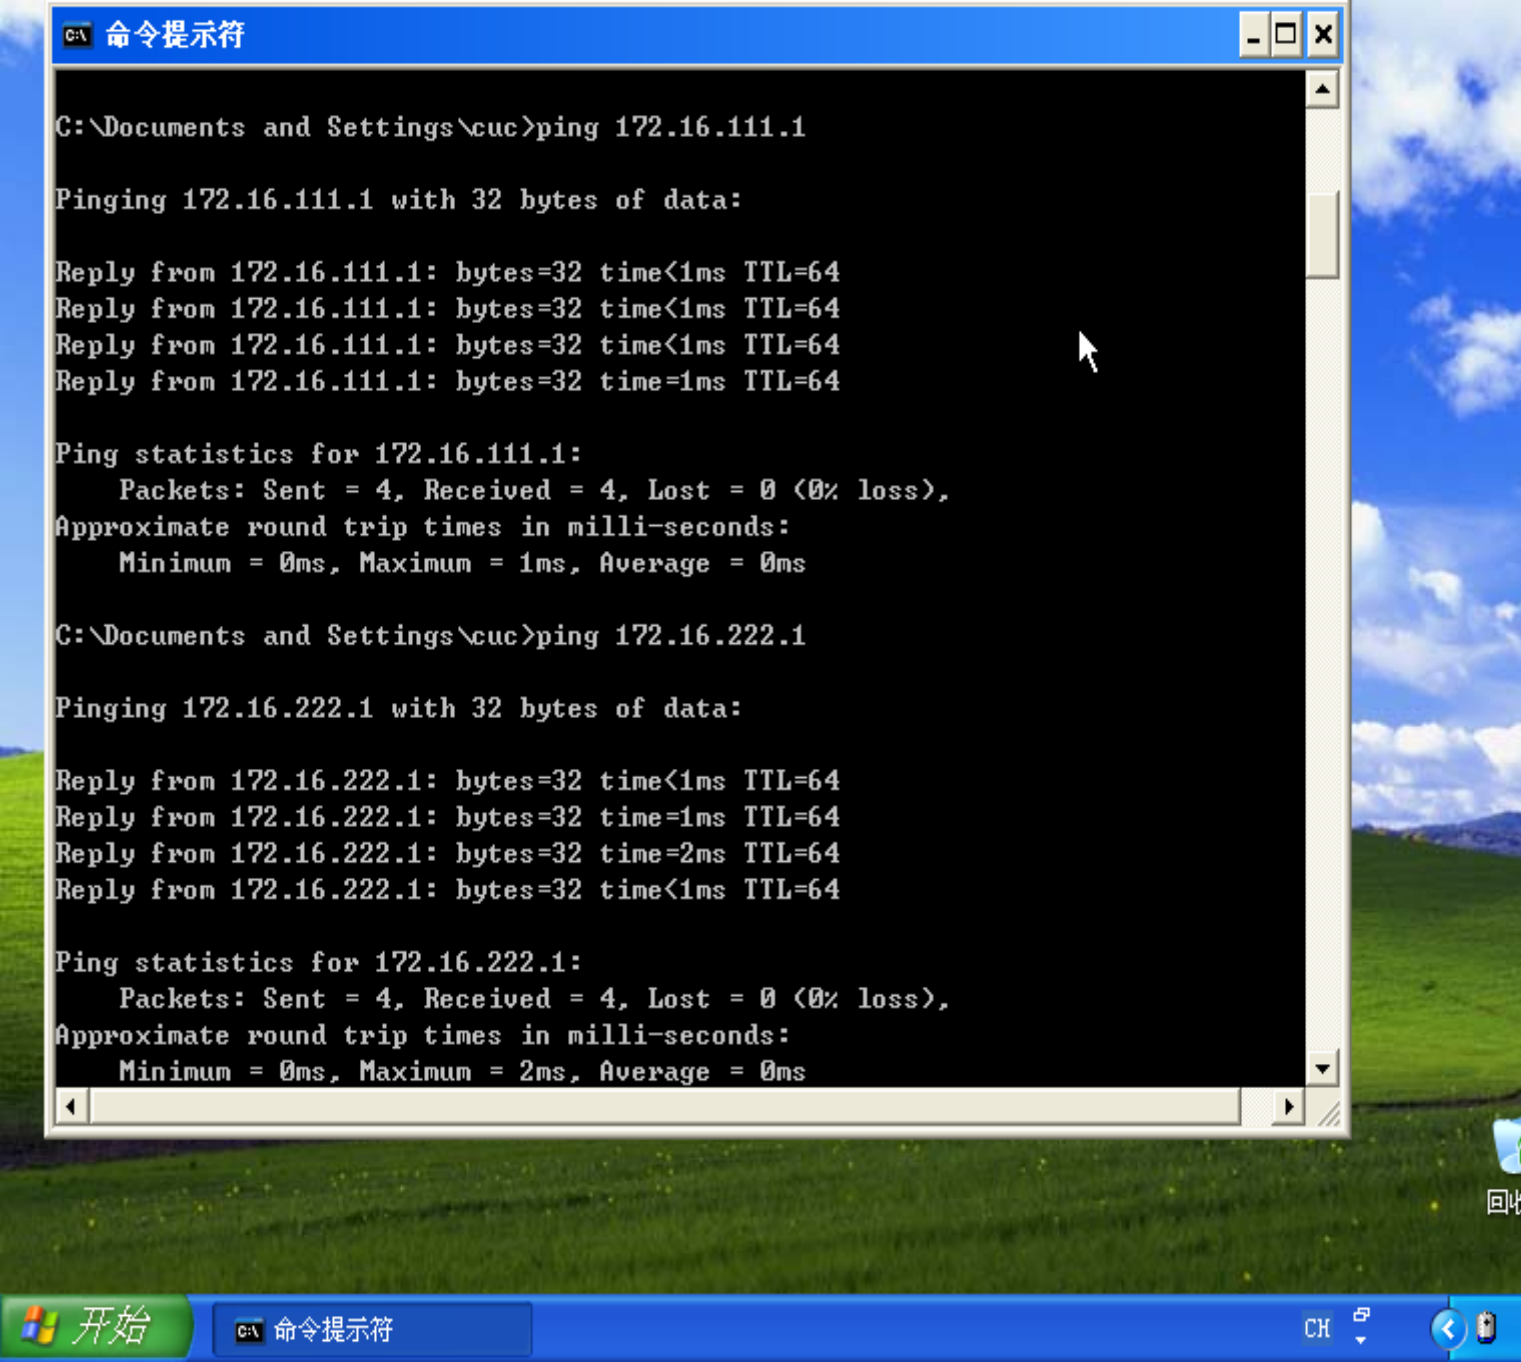 命令提示符
C:\Documents and Settings\cuc>ping 172.16.111.1
Pinging 172.16.111.1 with 32 bytes of data:
Reply from 172.16.111.1: bytes=32 time<1ms TTL=64
Reply from 172.16.111.1: bytes=32 time<1ms TTL=64
Reply from 172.16.111.1: bytes=32 time<1ms TTL=64
Reply from 172.16.111.1: bytes=32 time=1ms TTL=64
Ping statistics for 172.16.111.1:
Packets: Sent = 4, Received = 4, Lost = 0 (0% loss),
Approximate round trip times in milli-seconds:
Minimum = 0ms, Maximum = 1ms, Average = 0ms
C:\Documents and Settings\cuc>ping 172.16.222.1
Pinging 172.16.222.1 with 32 bytes of data:
Reply from 172.16.222.1: bytes=32 time<1ms TTL=64
Reply from 172.16.222.1: bytes=32 time=1ms TTL=64
Reply from 172.16.222.1: bytes=32 time=2ms TTL=64
Reply from 172.16.222.1: bytes=32 time<1ms TTL=64
Ping statistics for 172.16.222.1:
Packets: Sent = 4, Received = 4, Lost = 0 (0% loss),
Approximate round trip times in milli-seconds:
Minimum = 0ms, Maximum = 2ms, Average = 0ms
回
开始
命令提示符
CH